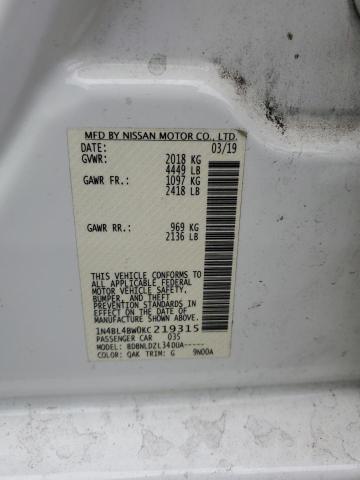 MFD BY NISSAN MOTOR CO., LTD.
DATE: 03/19
GVWR: 2018 KG
4449 LB
GAWR FR: 1097 KG
2418 LB
GAWR RR: 969 KG
2136 LB
THIS VEHICLE CONFORMS TO
ALL APPLICABLE FEDERAL
MOTOR VEHICLE SAFETY,
BUMPER, AND THEFT
PREVENTION STANDARDS
IN EFFECT ON THE DATE OF
MANUFACTURE SHOWN ABOVE.
1N4BL4BW0KC219315
PASSENGER CAR 035
MODEL: BDBNLDZL34DUA-----
COLOR: QAK TRIM: G 9N00A